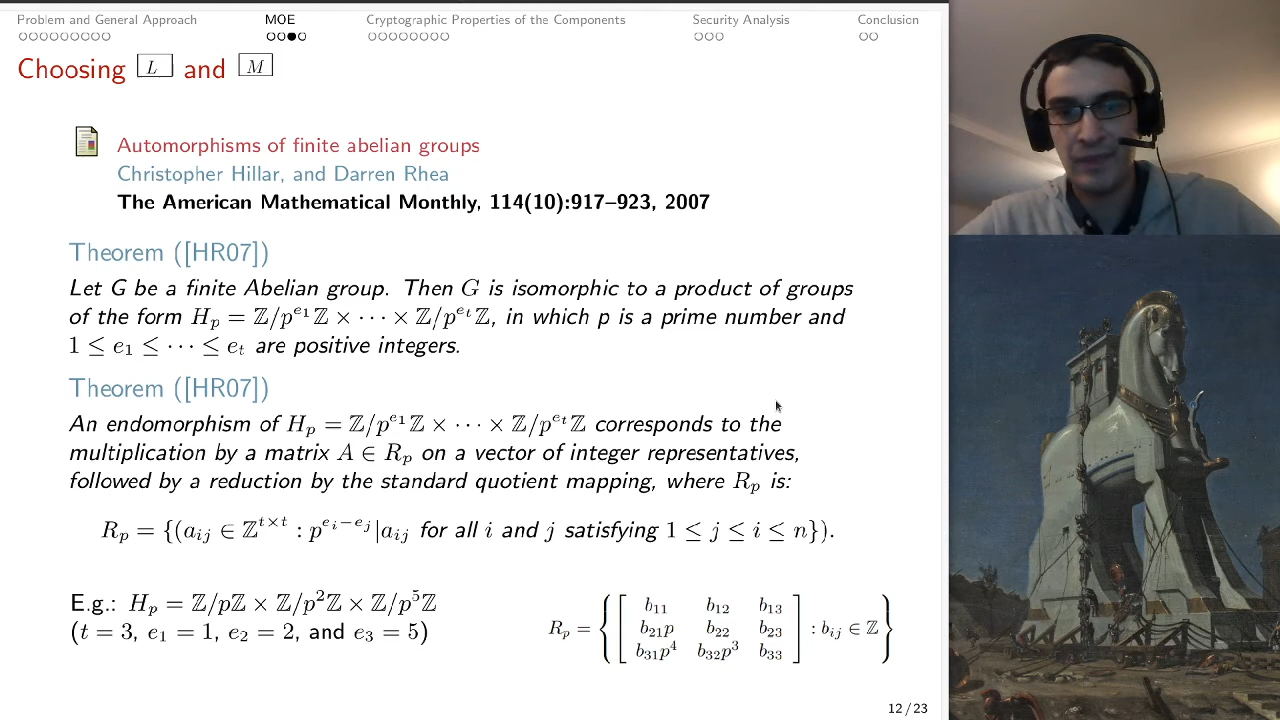 Problem and General Approach MOE Cryptographic Properties of the Components Security Analysis Conclusion
Choosing L and M
Automorphisms of finite abelian groups
Christopher Hillar, and Darren Rhea
The American Mathematical Monthly, 114(10):917–923, 2007
Theorem ([HR07])
Let G be a finite Abelian group. Then G is isomorphic to a product of groups
of the form H_p = ℤ/p^{e_1}ℤ × ⋯ × ℤ/p^{e_t}ℤ, in which p is a prime number and
1 ≤ e_1 ≤ ⋯ ≤ e_t are positive integers.
Theorem ([HR07])
An endomorphism of H_p = ℤ/p^{e_1}ℤ × ⋯ × ℤ/p^{e_t}ℤ corresponds to the
multiplication by a matrix A ∈ R_p on a vector of integer representatives,
followed by a reduction by the standard quotient mapping, where R_p is:
R_p = {(a_{ij} ∈ ℤ^{t×t} : p^{e_i−e_j}|a_{ij} for all i and j satisfying 1 ≤ j ≤ i ≤ n}).
E.g.: H_p = ℤ/pℤ × ℤ/p^2ℤ × ℤ/p^5ℤ
(t = 3, e_1 = 1, e_2 = 2, and e_3 = 5)
b_{11} b_{12} b_{13}
R_p = { [ b_{21}p b_{22} b_{23} ] : b_{ij} ∈ ℤ }
b_{31}p^4 b_{32}p^3 b_{33}
12/23